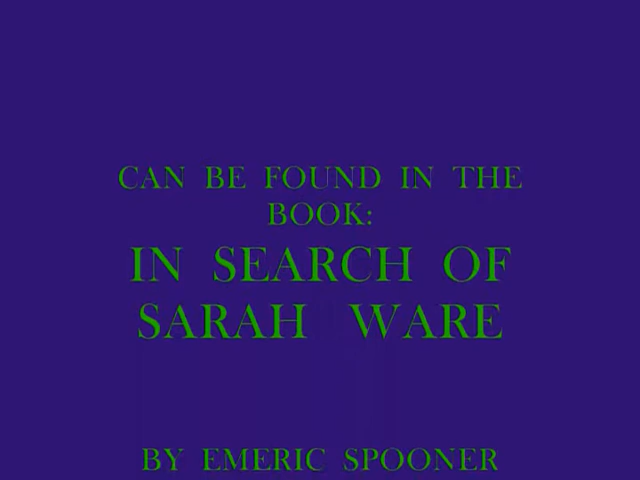 CAN BE FOUND IN THE
BOOK:
IN SEARCH OF
SARAH WARE
BY EMERIC SPOONER